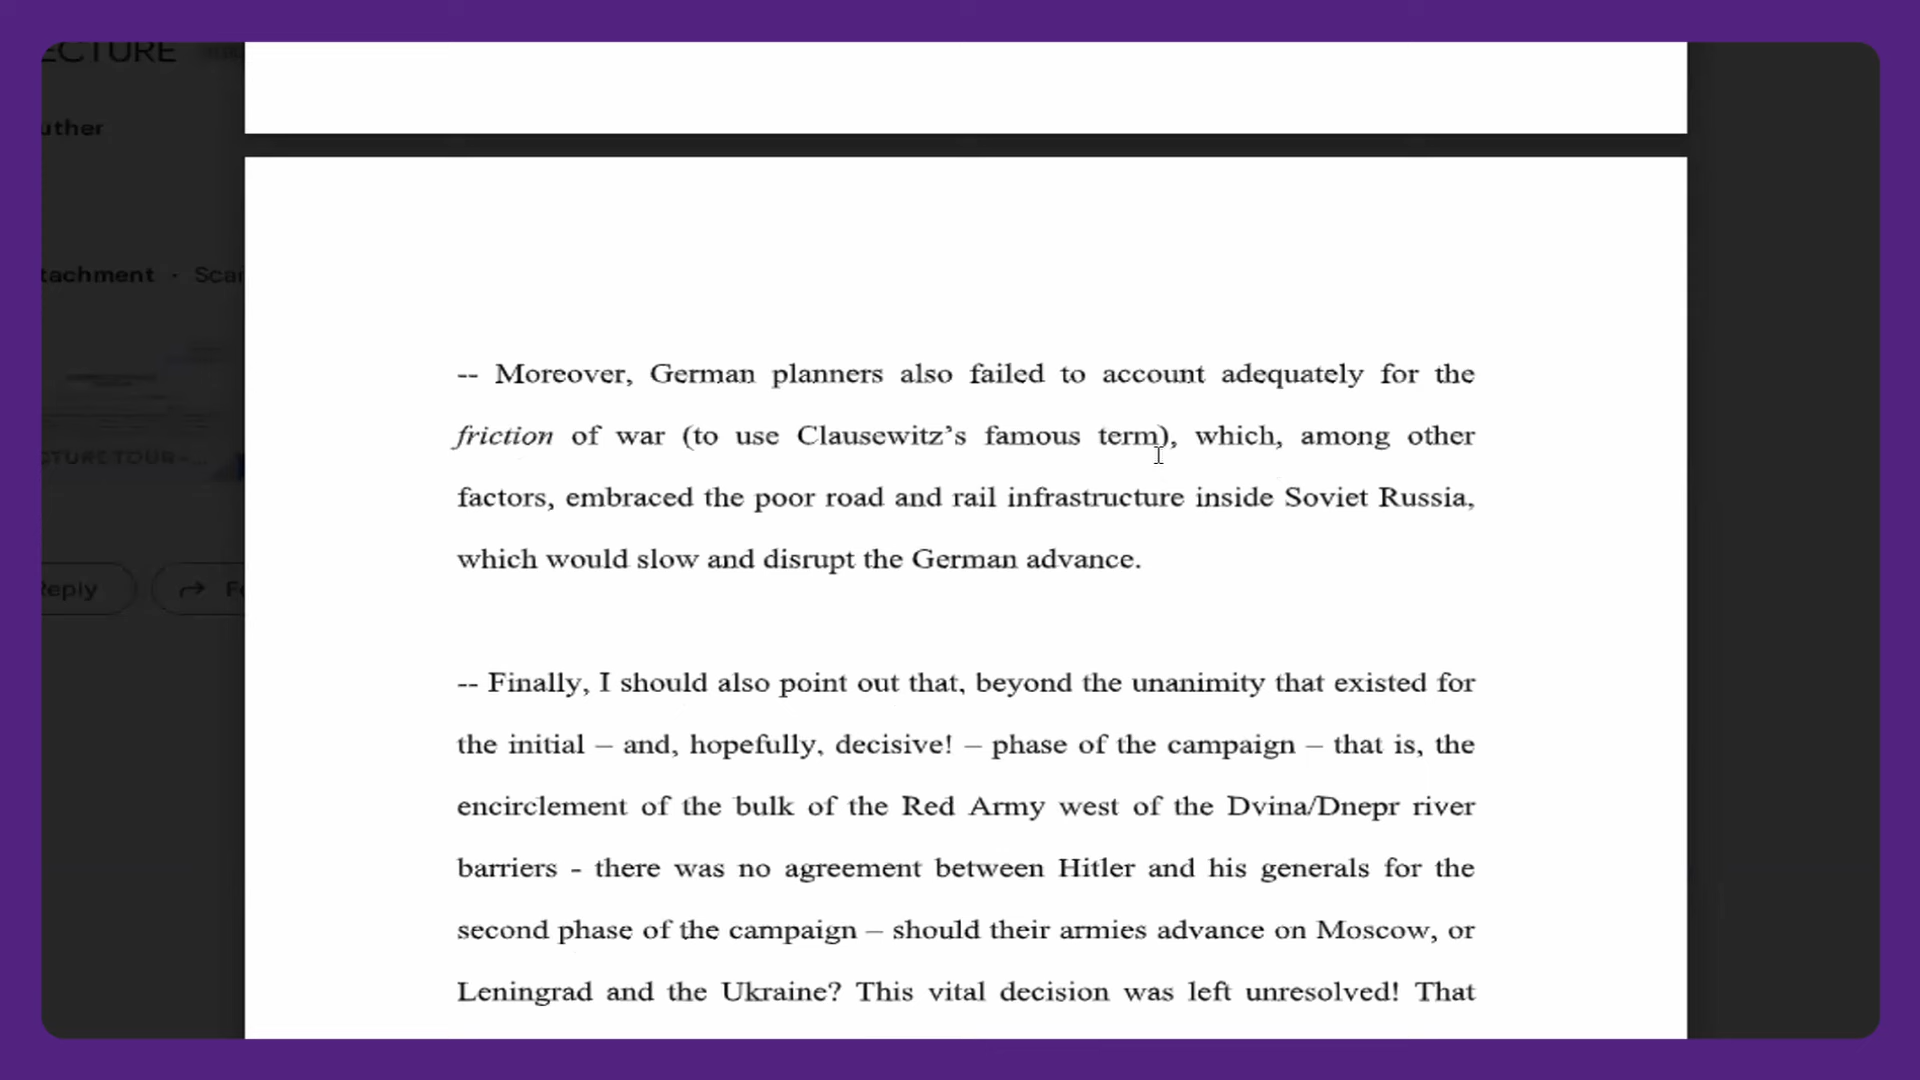 ECTURE
uther
tachment · Scan
CTURE TOUR -...
Reply
Fo
-- Moreover, German planners also failed to account adequately for the
friction of war (to use Clausewitz’s famous term), which, among other
factors, embraced the poor road and rail infrastructure inside Soviet Russia,
which would slow and disrupt the German advance.
-- Finally, I should also point out that, beyond the unanimity that existed for
the initial – and, hopefully, decisive! – phase of the campaign – that is, the
encirclement of the bulk of the Red Army west of the Dvina/Dnepr river
barriers - there was no agreement between Hitler and his generals for the
second phase of the campaign – should their armies advance on Moscow, or
Leningrad and the Ukraine? This vital decision was left unresolved! That